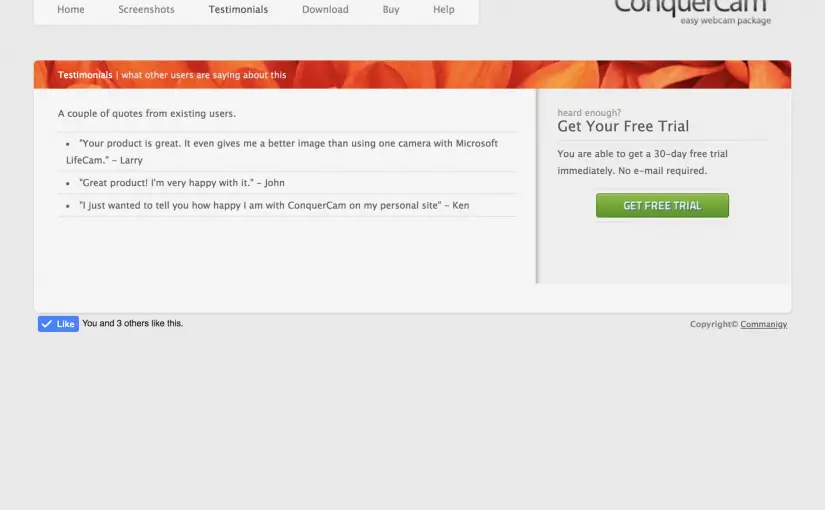 Home Screenshots Testimonials Download Buy Help
ConquerCam
easy webcam package
Testimonials | what other users are saying about this
A couple of quotes from existing users.
• "Your product is great. It even gives me a better image than using one camera with Microsoft
LifeCam." – Larry
• "Great product! I'm very happy with it." – John
• "I just wanted to tell you how happy I am with ConquerCam on my personal site" – Ken
heard enough?
Get Your Free Trial
You are able to get a 30-day free trial
immediately. No e-mail required.
GET FREE TRIAL
Like You and 3 others like this.
Copyright© Commanigy